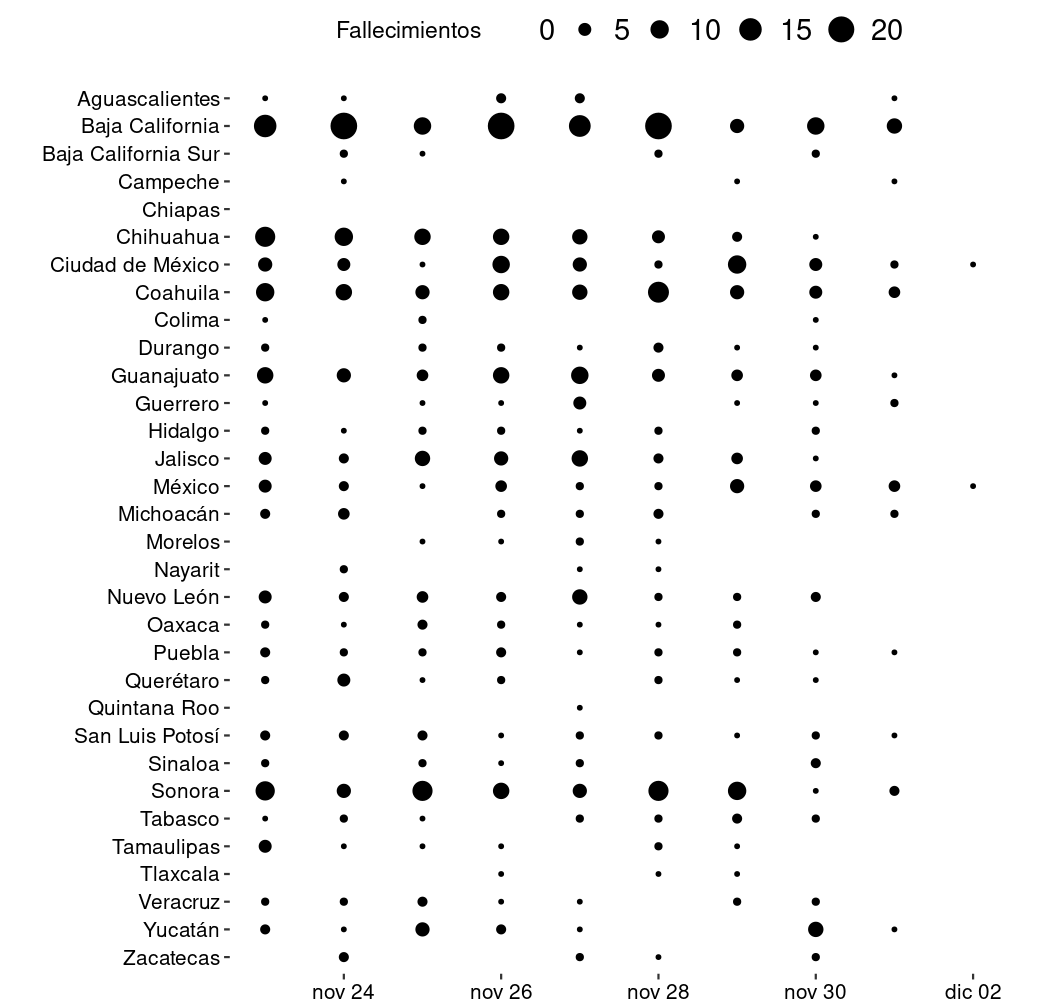 Fallecimientos 0 5 10 15 20
Aguascalientes
Baja California
Baja California Sur
Campeche
Chiapas
Chihuahua
Ciudad de México
Coahuila
Colima
Durango
Guanajuato
Guerrero
Hidalgo
Jalisco
México
Michoacán
Morelos
Nayarit
Nuevo León
Oaxaca
Puebla
Querétaro
Quintana Roo
San Luis Potosí
Sinaloa
Sonora
Tabasco
Tamaulipas
Tlaxcala
Veracruz
Yucatán
Zacatecas
nov 24 nov 26 nov 28 nov 30 dic 02